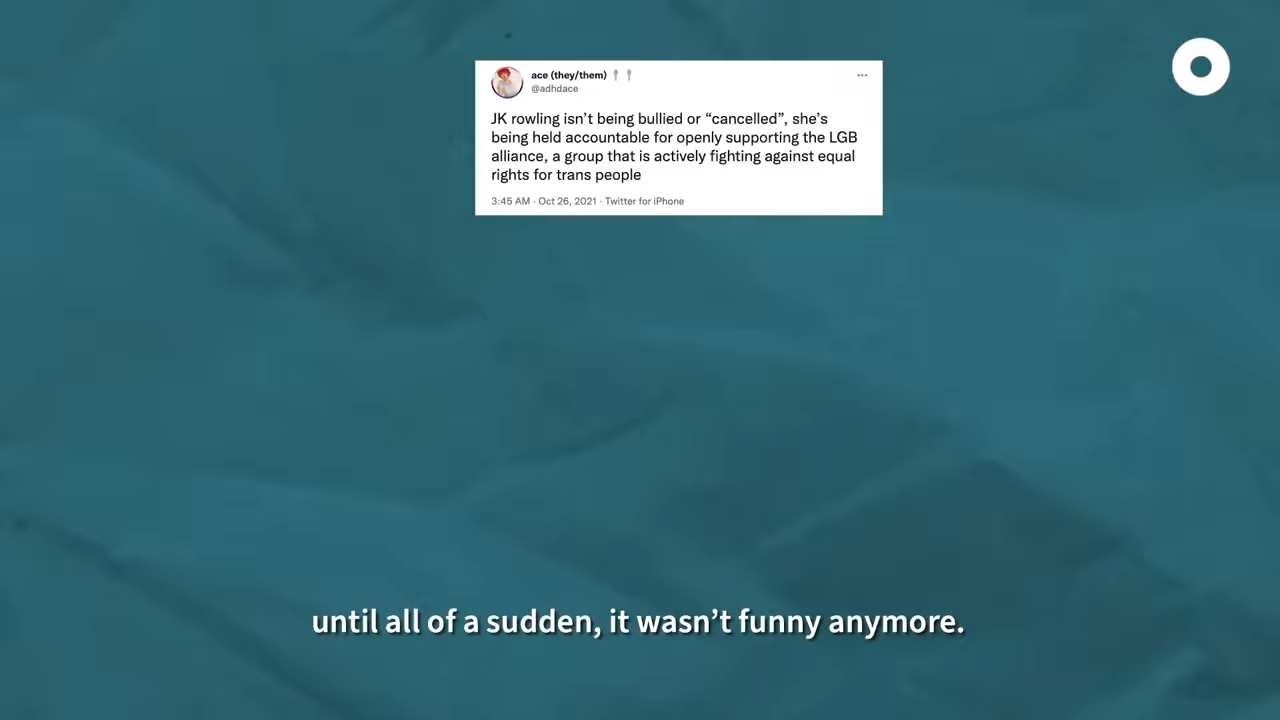 ace (they/them)
@adhdace
JK rowling isn’t being bullied or “cancelled”, she’s
being held accountable for openly supporting the LGB
alliance, a group that is actively fighting against equal
rights for trans people
3:45 AM · Oct 26, 2021 · Twitter for iPhone
until all of a sudden, it wasn’t funny anymore.